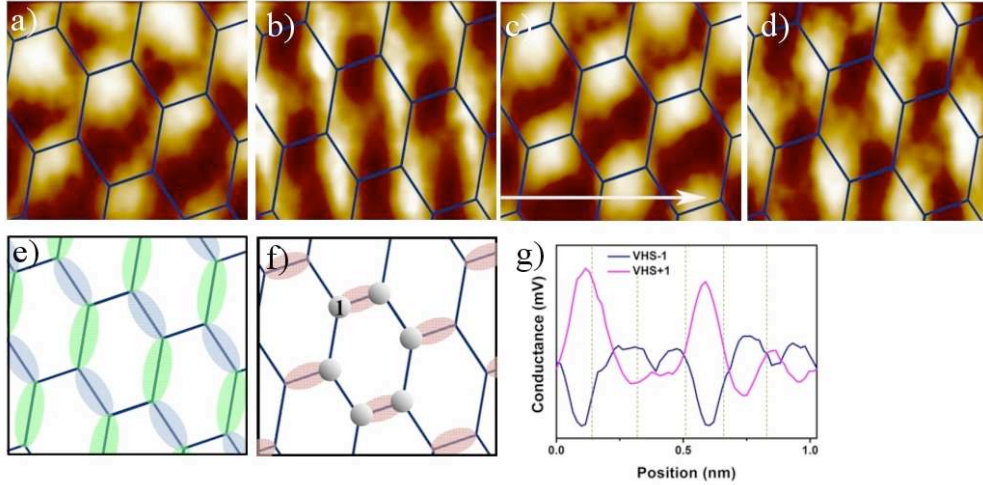 a)
b)
c)
d)
e)
f)
1
g)
VHS-1
VHS+1
Conductance (mV)
0.0
0.5
1.0
Position (nm)